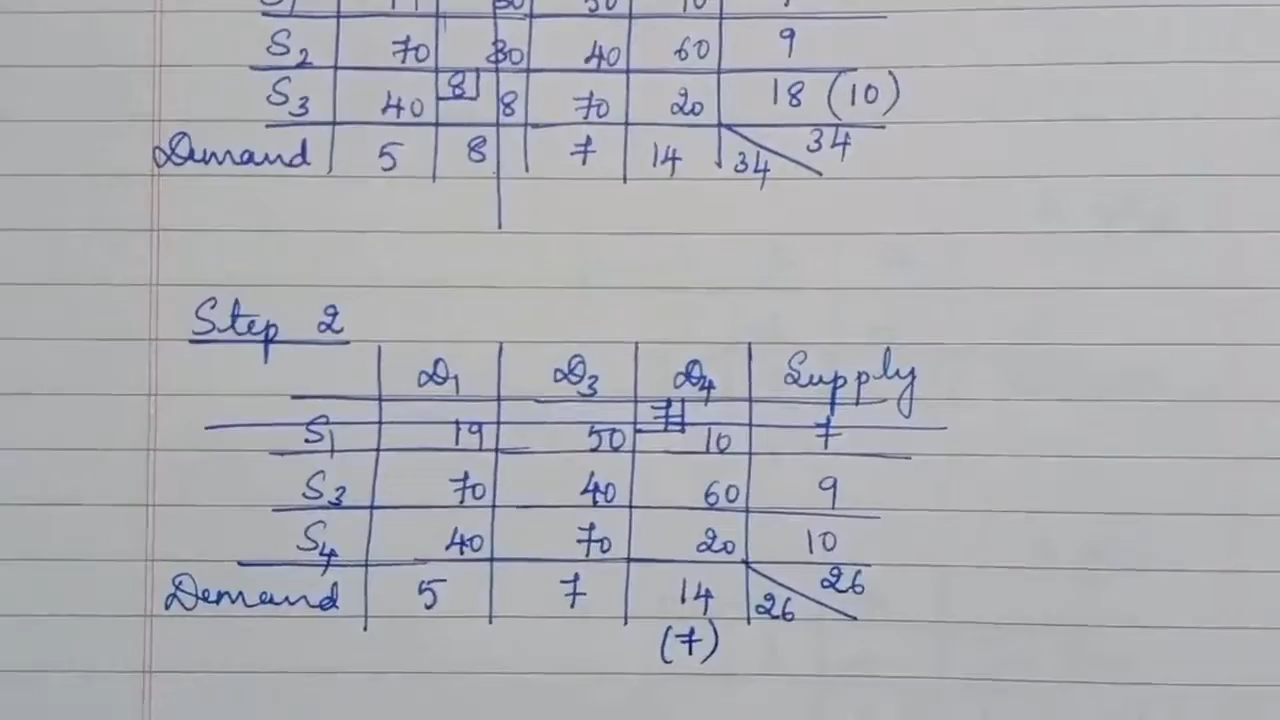 S2 70 30 40 60 9
S3 40 8 8 70 20 18 (10)
Demand 5 8 7 14 34 34
Step 2
D1 D3 D4 Supply
7
S1 19 50 10 7
S3 70 40 60 9
S4 40 70 20 10
Demand 5 7 14 26 26
(7)